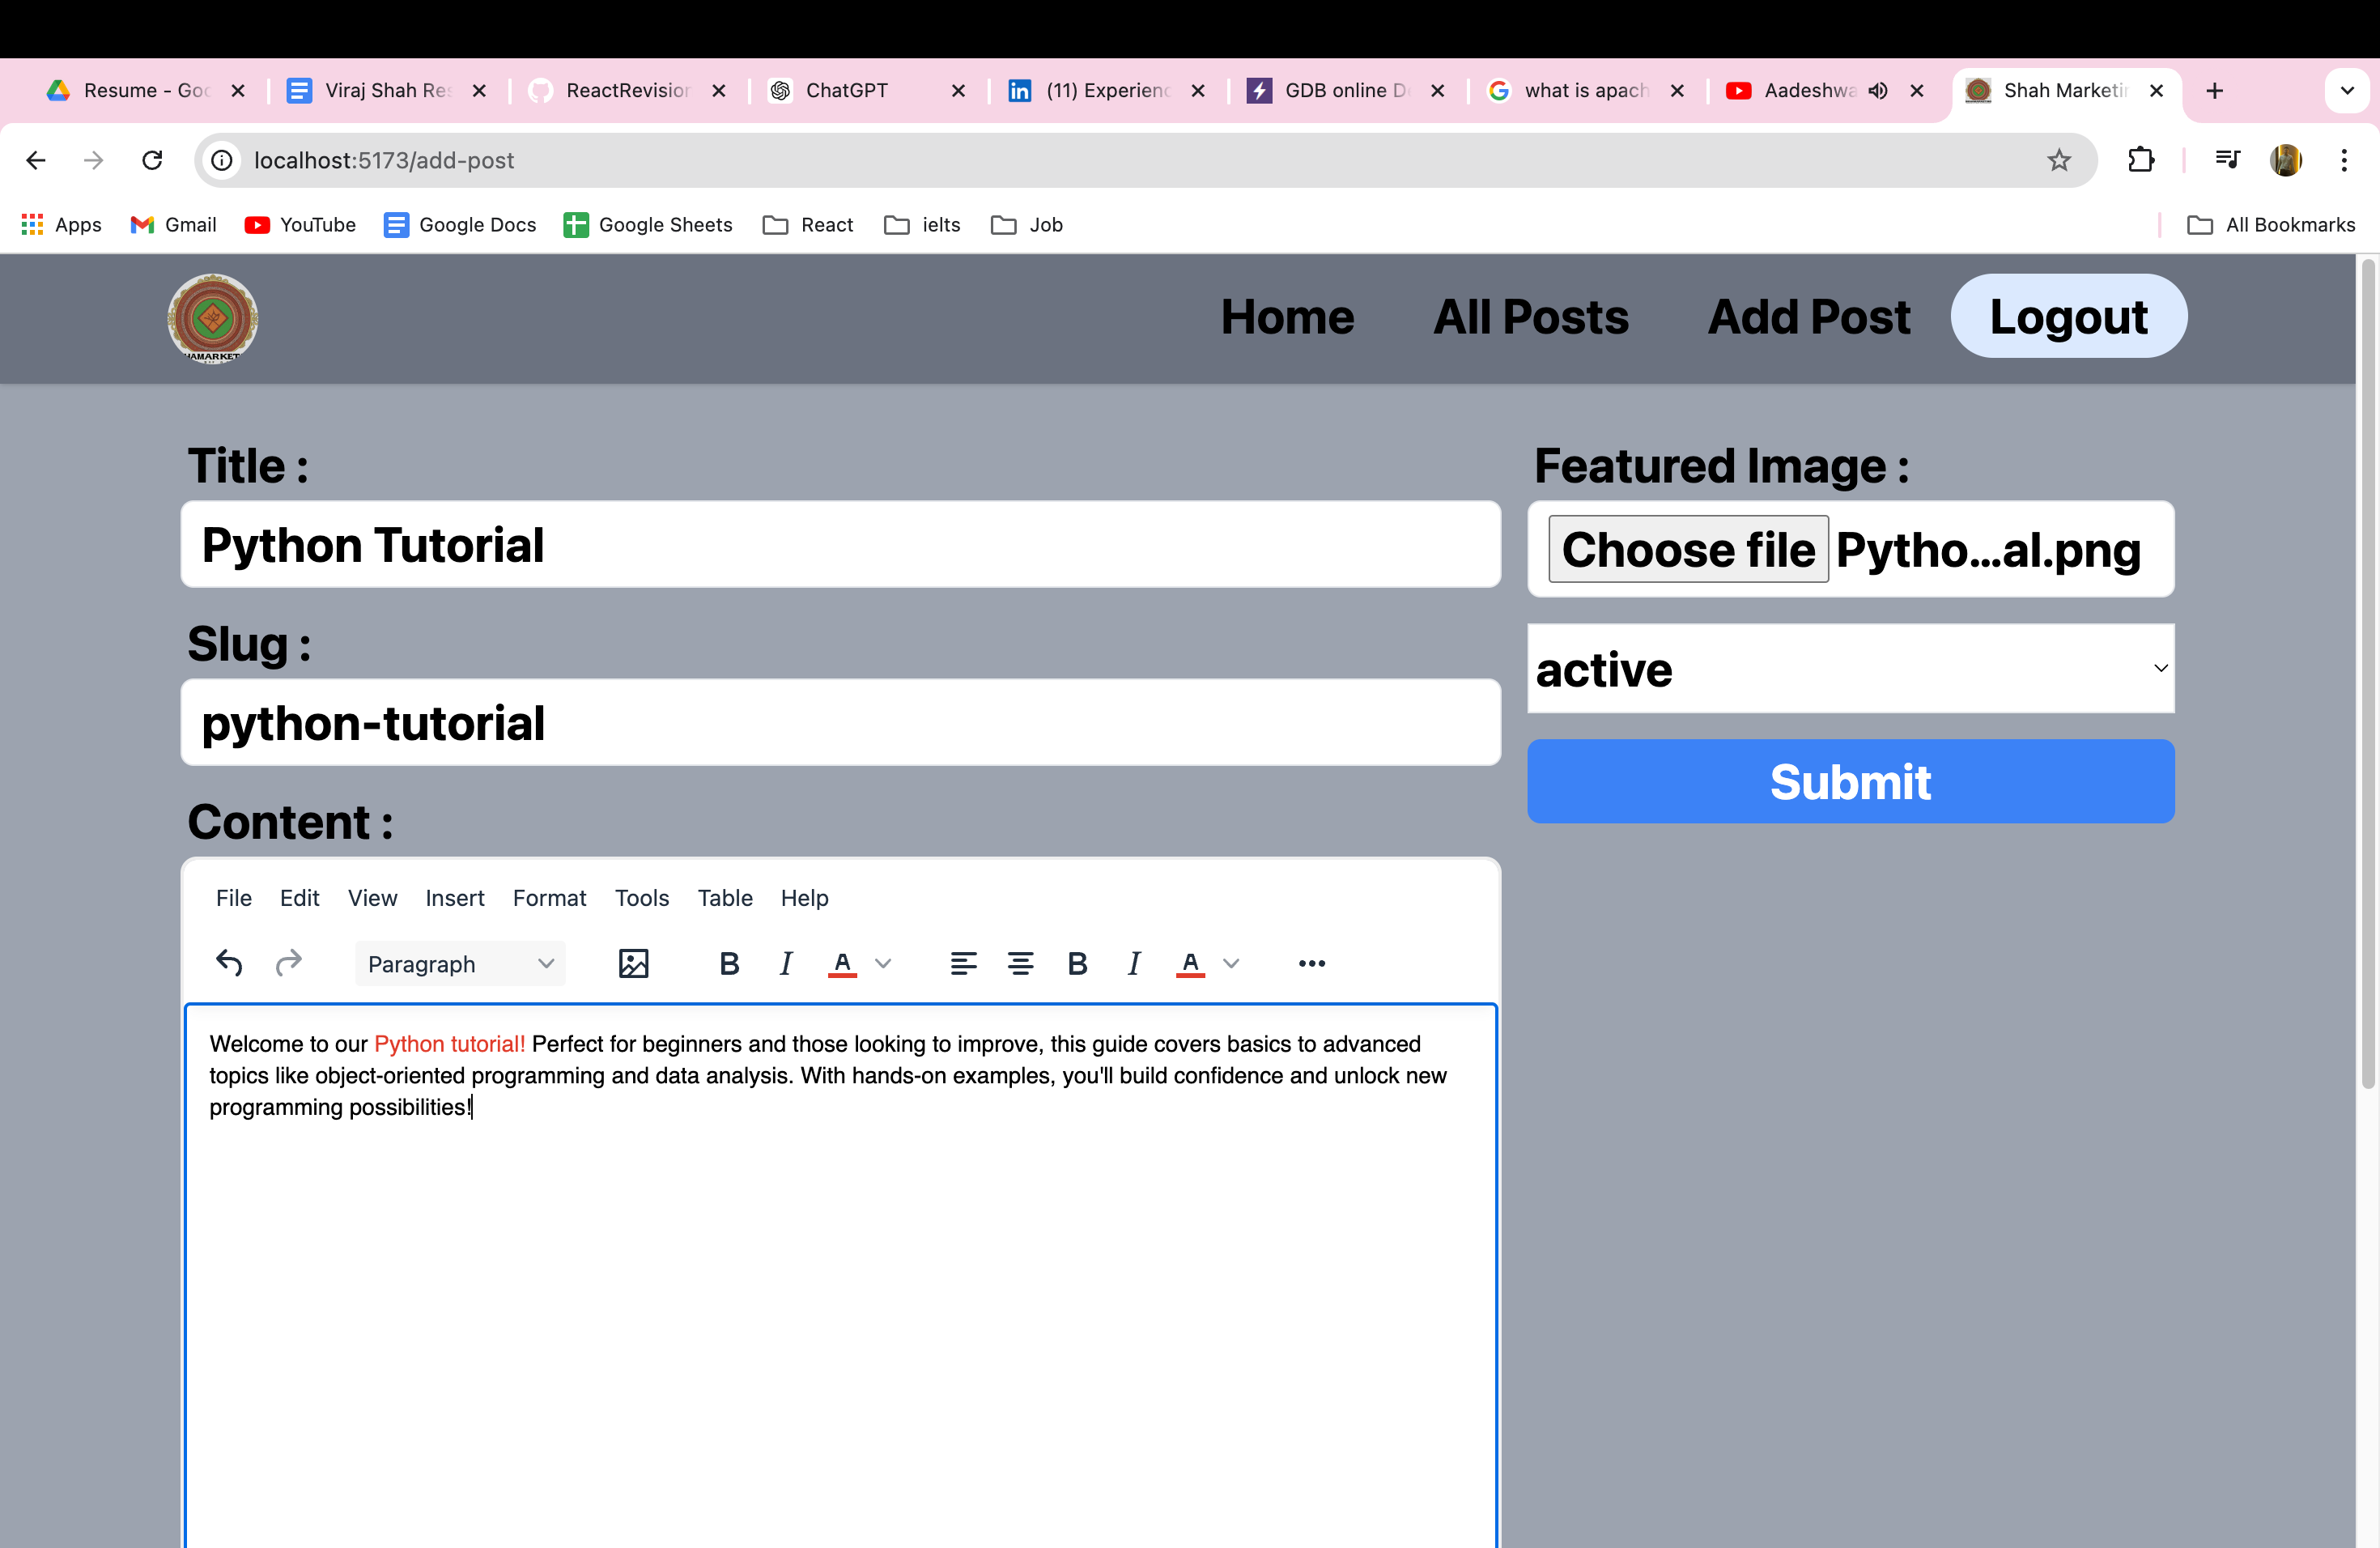 Resume - Goo
Viraj Shah Res
ReactRevision
ChatGPT
(11) Experienc
GDB online De
what is apach
Aadeshwa
Shah Marketin
localhost:5173/add-post
Apps Gmail YouTube Google Docs Google Sheets React ielts Job All Bookmarks
Home All Posts Add Post Logout
Title :
Python Tutorial
Slug :
python-tutorial
Content :
File Edit View Insert Format Tools Table Help
Paragraph B I A B I A
Welcome to our Python tutorial! Perfect for beginners and those looking to improve, this guide covers basics to advanced
topics like object-oriented programming and data analysis. With hands-on examples, you'll build confidence and unlock new
programming possibilities!
Featured Image :
Choose file Pytho...al.png
active
Submit